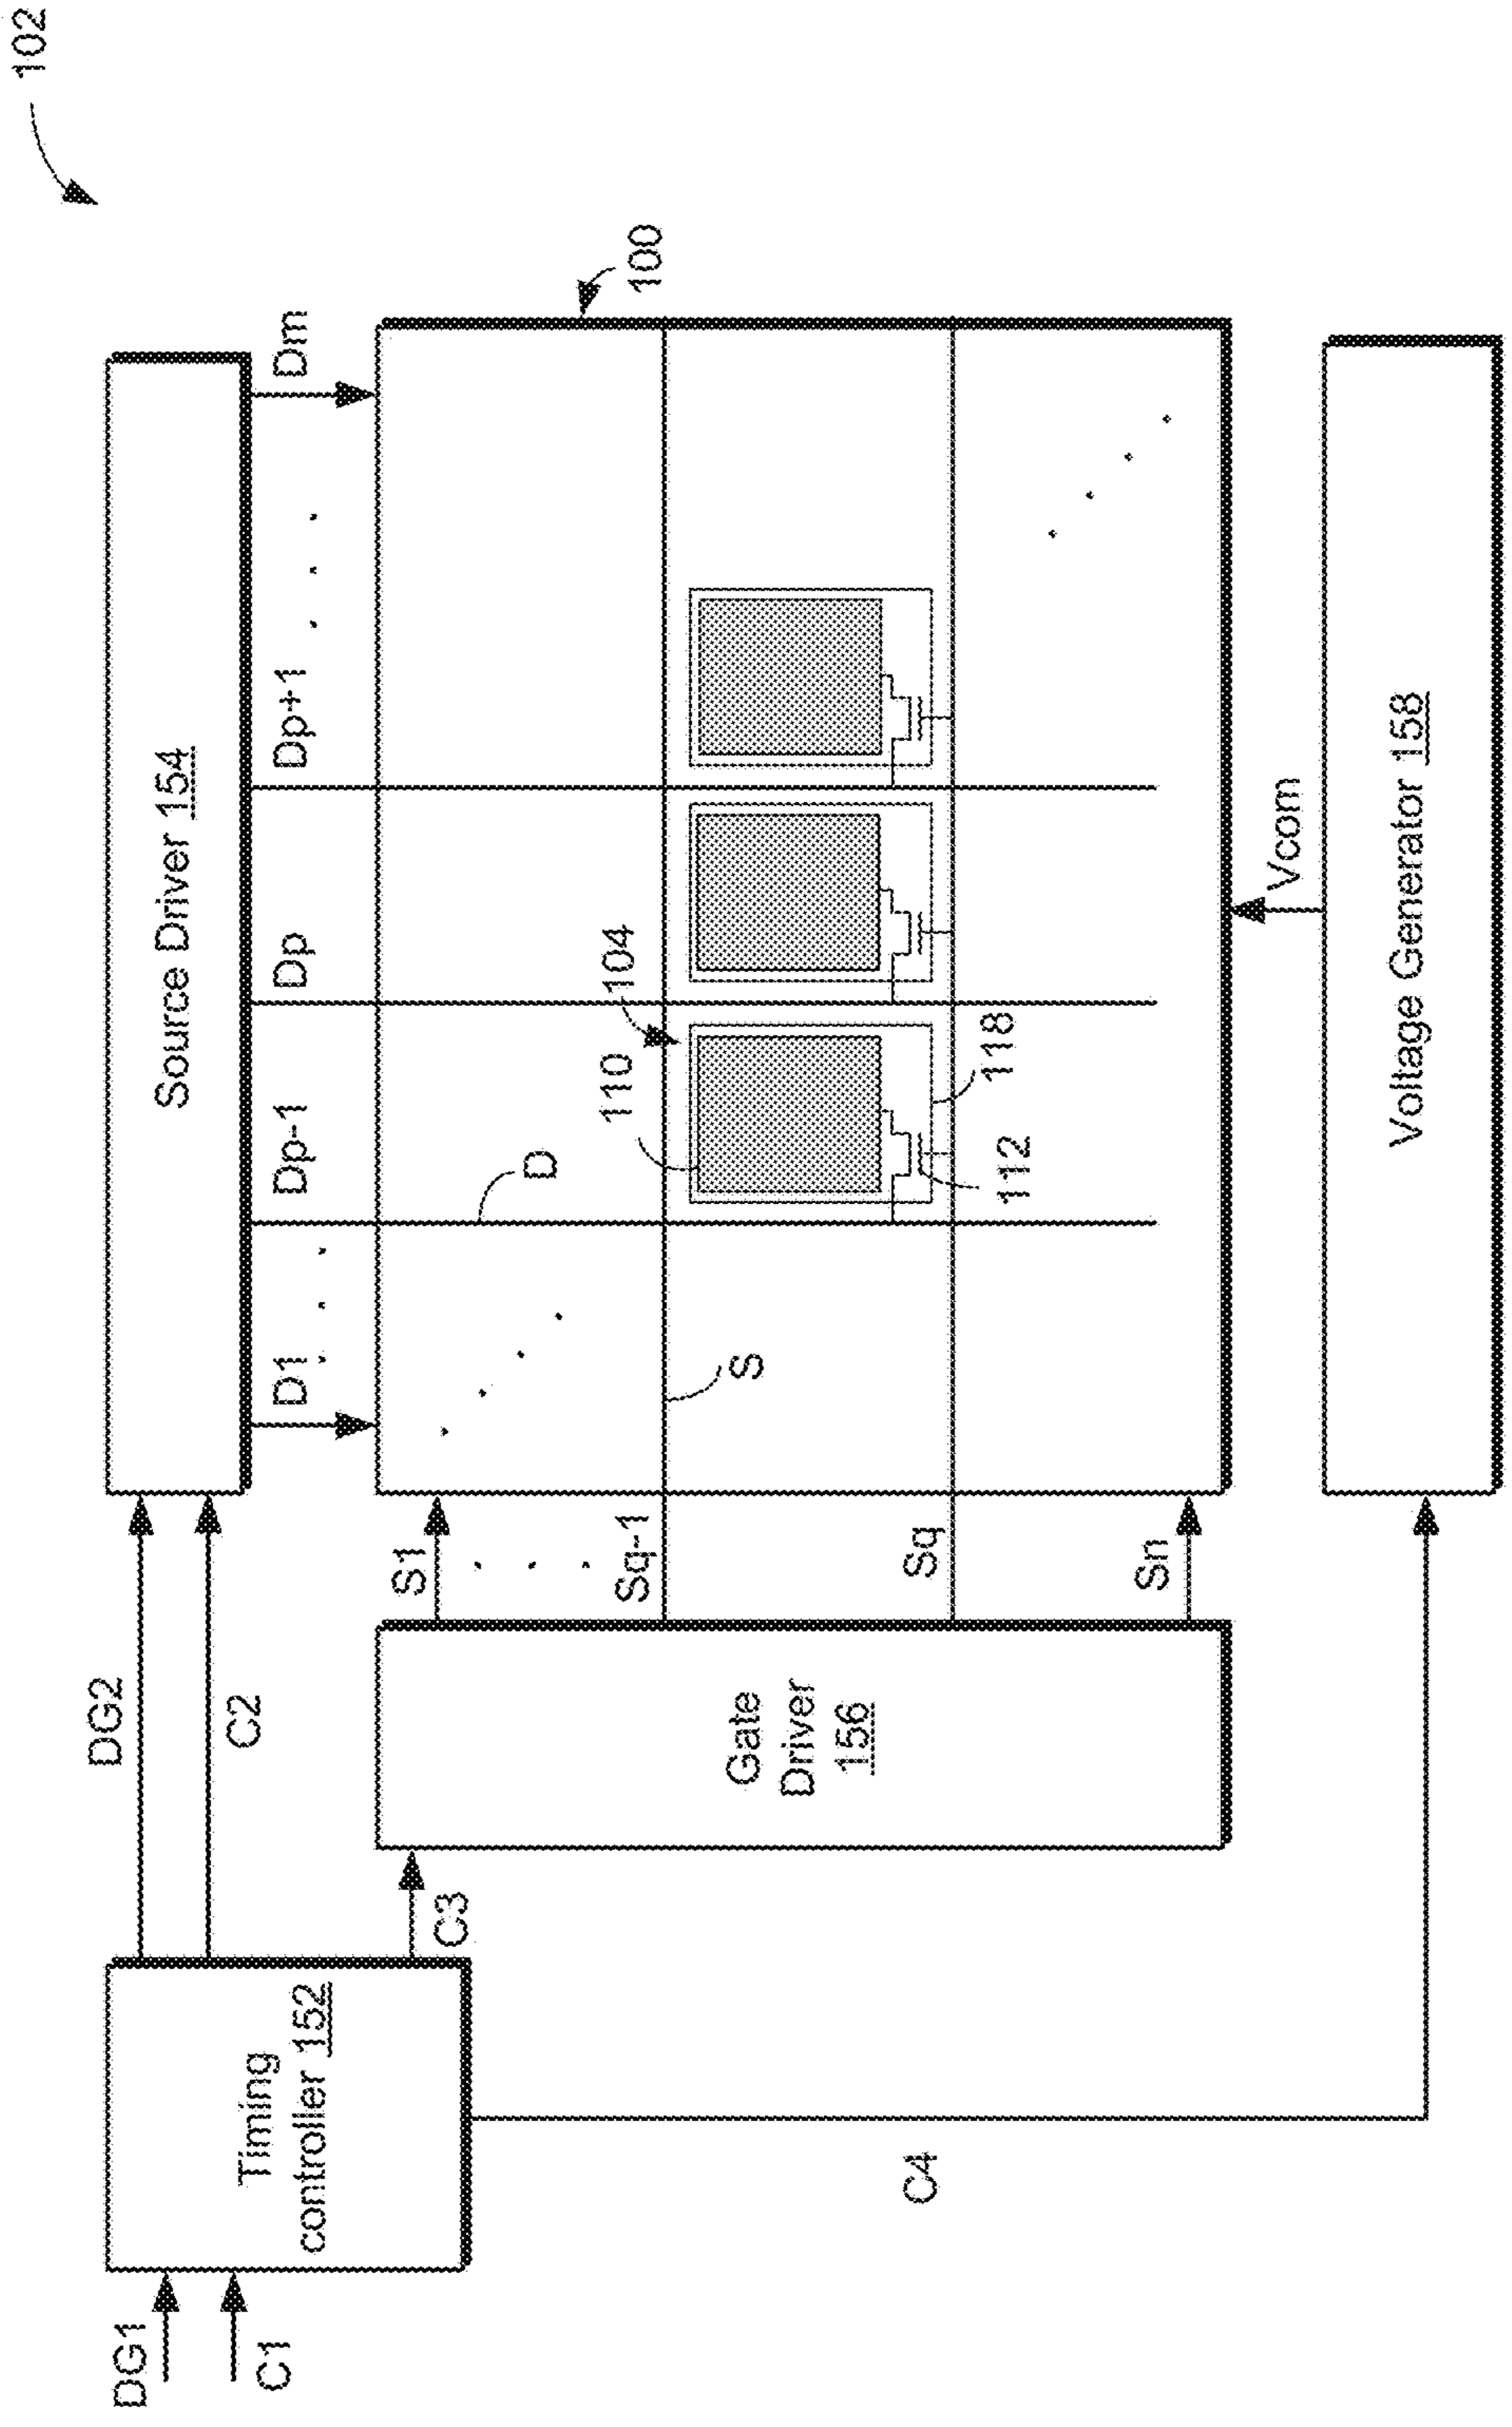 102
Source Driver 154
DG2
C2
D1
Dp-1
Dp
Dp+1
Dm
DG1
C1
Timing
controller 152
C3
C4
Gate
Driver
156
S1
Sq-1
Sq
Sn
D
S
110
104
112
118
100
Vcom
Voltage Generator 158